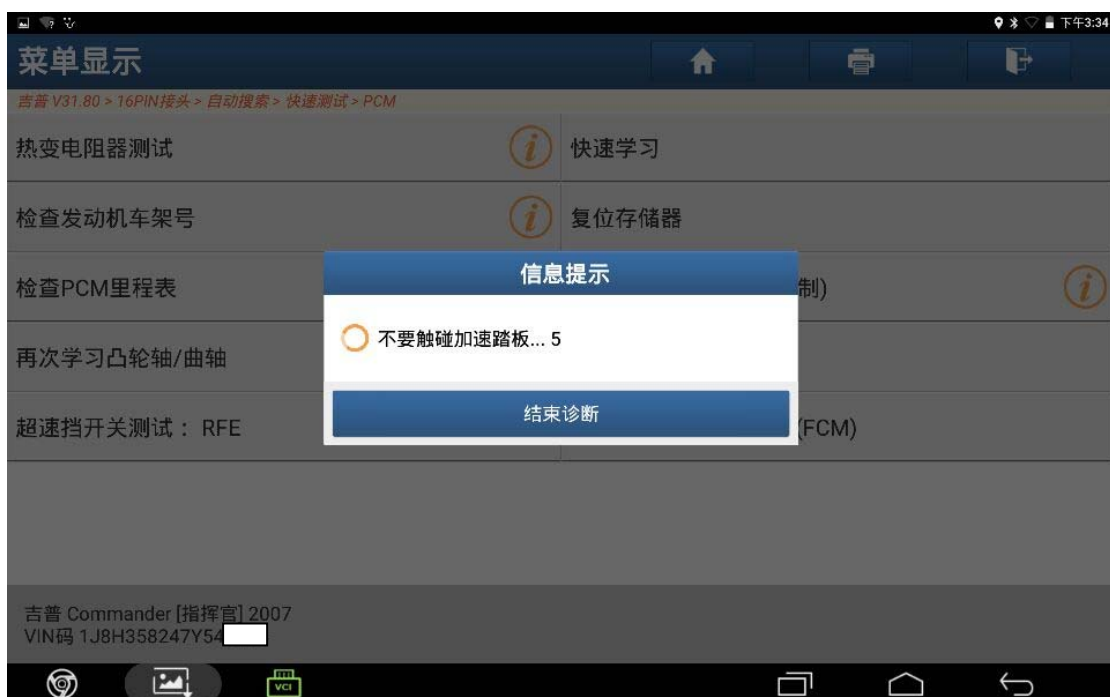 下午3:34
菜单显示
吉普 V31.80 > 16PIN接头 > 自动搜索 > 快速测试 > PCM
热变电阻器测试
快速学习
检查发动机车架号
复位存储器
信息提示
检查PCM里程表
制)
不要触碰加速踏板... 5
再次学习凸轮轴/曲轴
结束诊断
超速挡开关测试： RFE
(FCM)
吉普 Commander [指挥官] 2007
VIN码 1J8H358247Y54
VCI